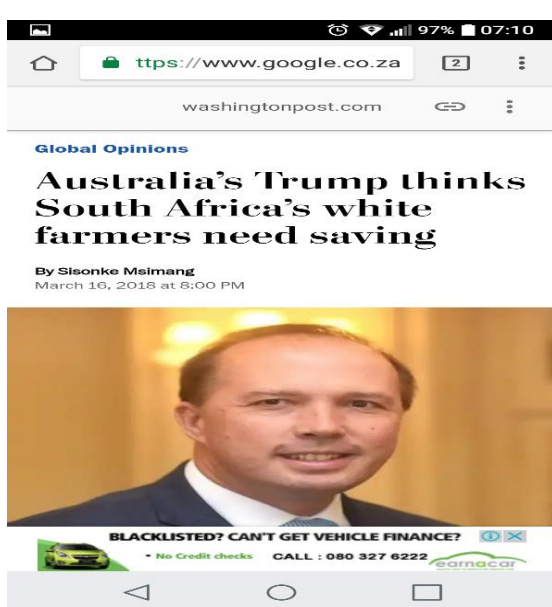 97% 07:10
ttps://www.google.co.za 2
washingtonpost.com
Global Opinions
Australia's Trump thinks
South Africa's white
farmers need saving
By Sisonke Msimang
March 16, 2018 at 8:00 PM
BLACKLISTED? CAN'T GET VEHICLE FINANCE?
• No Credit checks CALL : 080 327 6222
earnacar